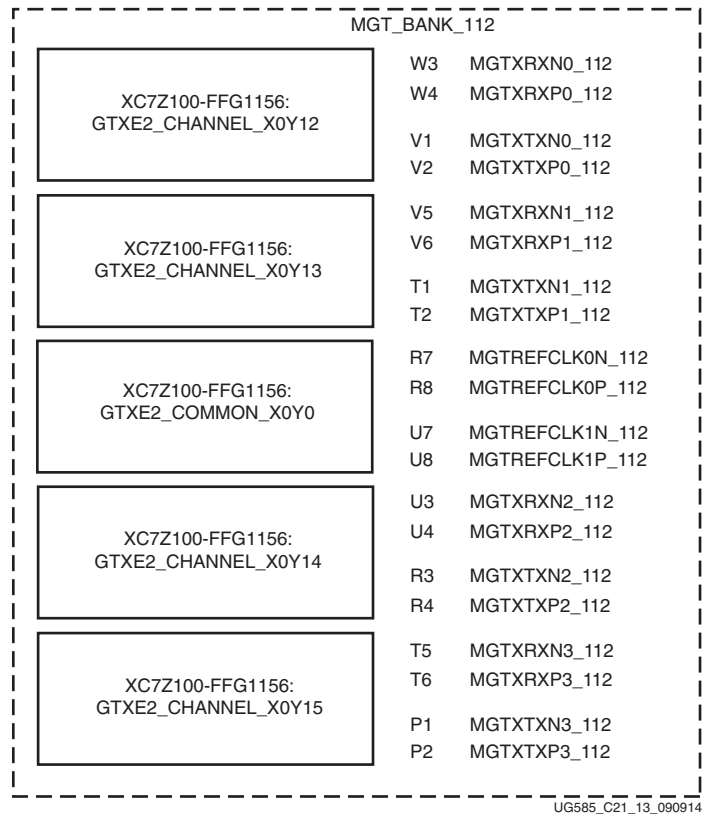 MGT_BANK_112
XC7Z100-FFG1156:
GTXE2_CHANNEL_X0Y12
W3 MGTXRXN0_112
W4 MGTXRXP0_112
V1 MGTXTXN0_112
V2 MGTXTXP0_112
XC7Z100-FFG1156:
GTXE2_CHANNEL_X0Y13
V5 MGTXRXN1_112
V6 MGTXRXP1_112
T1 MGTXTXN1_112
T2 MGTXTXP1_112
XC7Z100-FFG1156:
GTXE2_COMMON_X0Y0
R7 MGTREFCLK0N_112
R8 MGTREFCLK0P_112
U7 MGTREFCLK1N_112
U8 MGTREFCLK1P_112
XC7Z100-FFG1156:
GTXE2_CHANNEL_X0Y14
U3 MGTXRXN2_112
U4 MGTXRXP2_112
R3 MGTXTXN2_112
R4 MGTXTXP2_112
XC7Z100-FFG1156:
GTXE2_CHANNEL_X0Y15
T5 MGTXRXN3_112
T6 MGTXRXP3_112
P1 MGTXTXN3_112
P2 MGTXTXP3_112
UG585_C21_13_090914